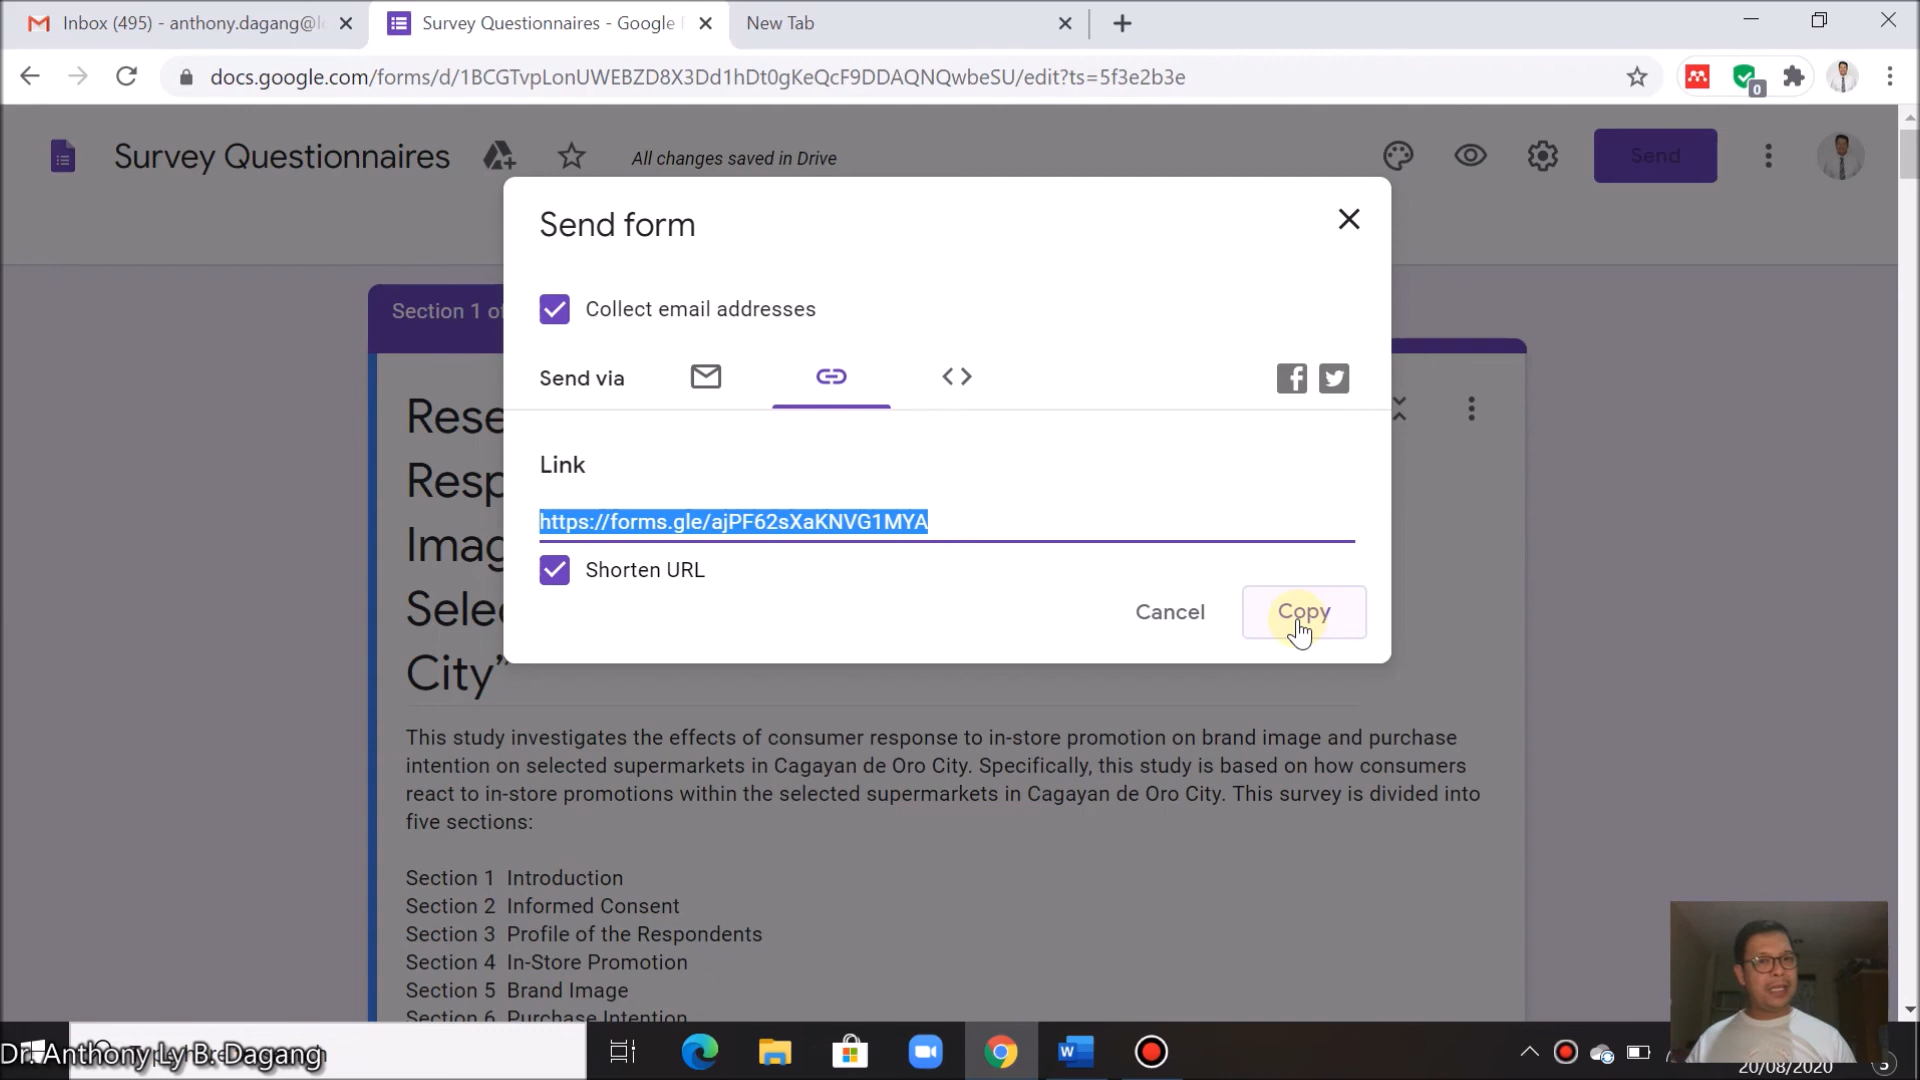 Inbox (495) - anthony.dagang@l
Survey Questionnaires - Google
New Tab
docs.google.com/forms/d/1BCGTvpLonUWEBZD8X3Dd1hDt0gKeQcF9DDAQNQwbeSU/edit?ts=5f3e2b3e
0
Survey Questionnaires
All changes saved in Drive
Send
Send form
Collect email addresses
Section 1 of
Send via
Link
https://forms.gle/ajPF62sXaKNVG1MYA
Shorten URL
Cancel
Copy
Rese
Resp
Imag
Selec
City”
This study investigates the effects of consumer response to in-store promotion on brand image and purchase
intention on selected supermarkets in Cagayan de Oro City. Specifically, this study is based on how consumers
react to in-store promotions within the selected supermarkets in Cagayan de Oro City. This survey is divided into
five sections:
Section 1 Introduction
Section 2 Informed Consent
Section 3 Profile of the Respondents
Section 4 In-Store Promotion
Section 5 Brand Image
Section 6 Purchase Intention
Dr. Anthony Ly B. Dagang
20/08/2020